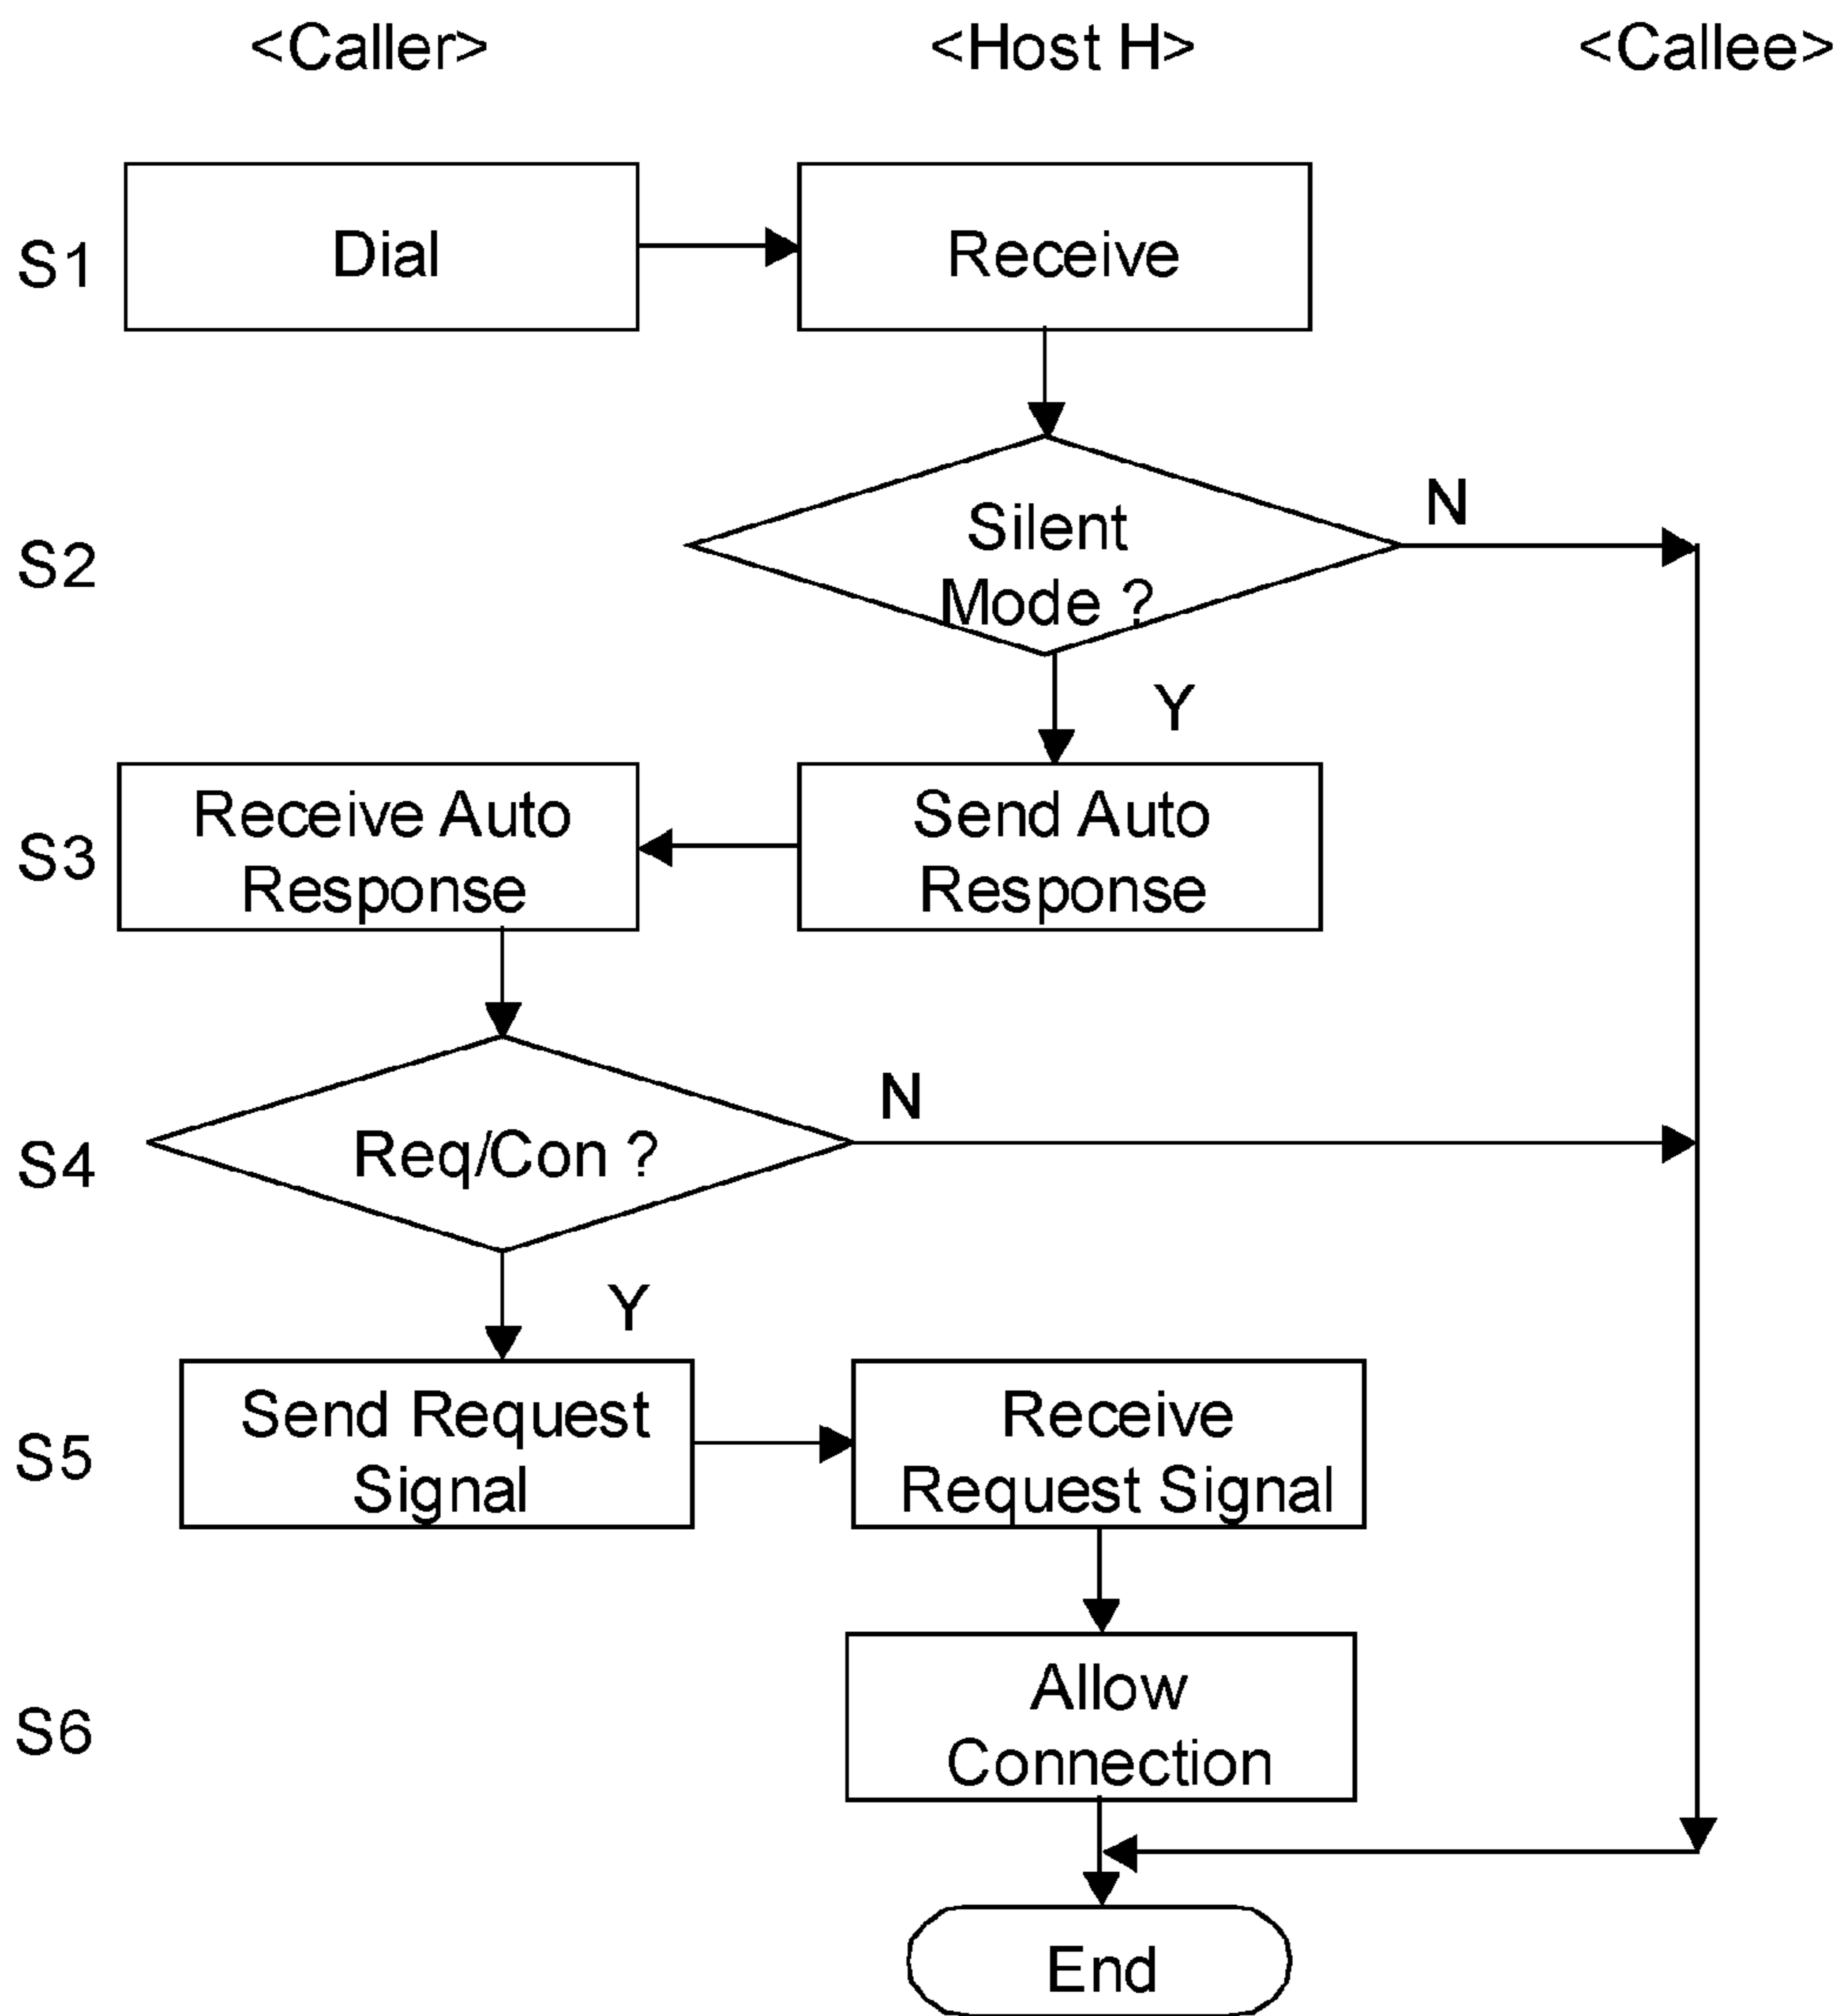 <Caller>
<Host H>
<Callee>
S1
Dial
Receive
S2
Silent
Mode ?
N
Y
S3
Receive Auto
Response
Send Auto
Response
S4
Req/Con ?
N
Y
S5
Send Request
Signal
Receive
Request Signal
S6
Allow
Connection
End